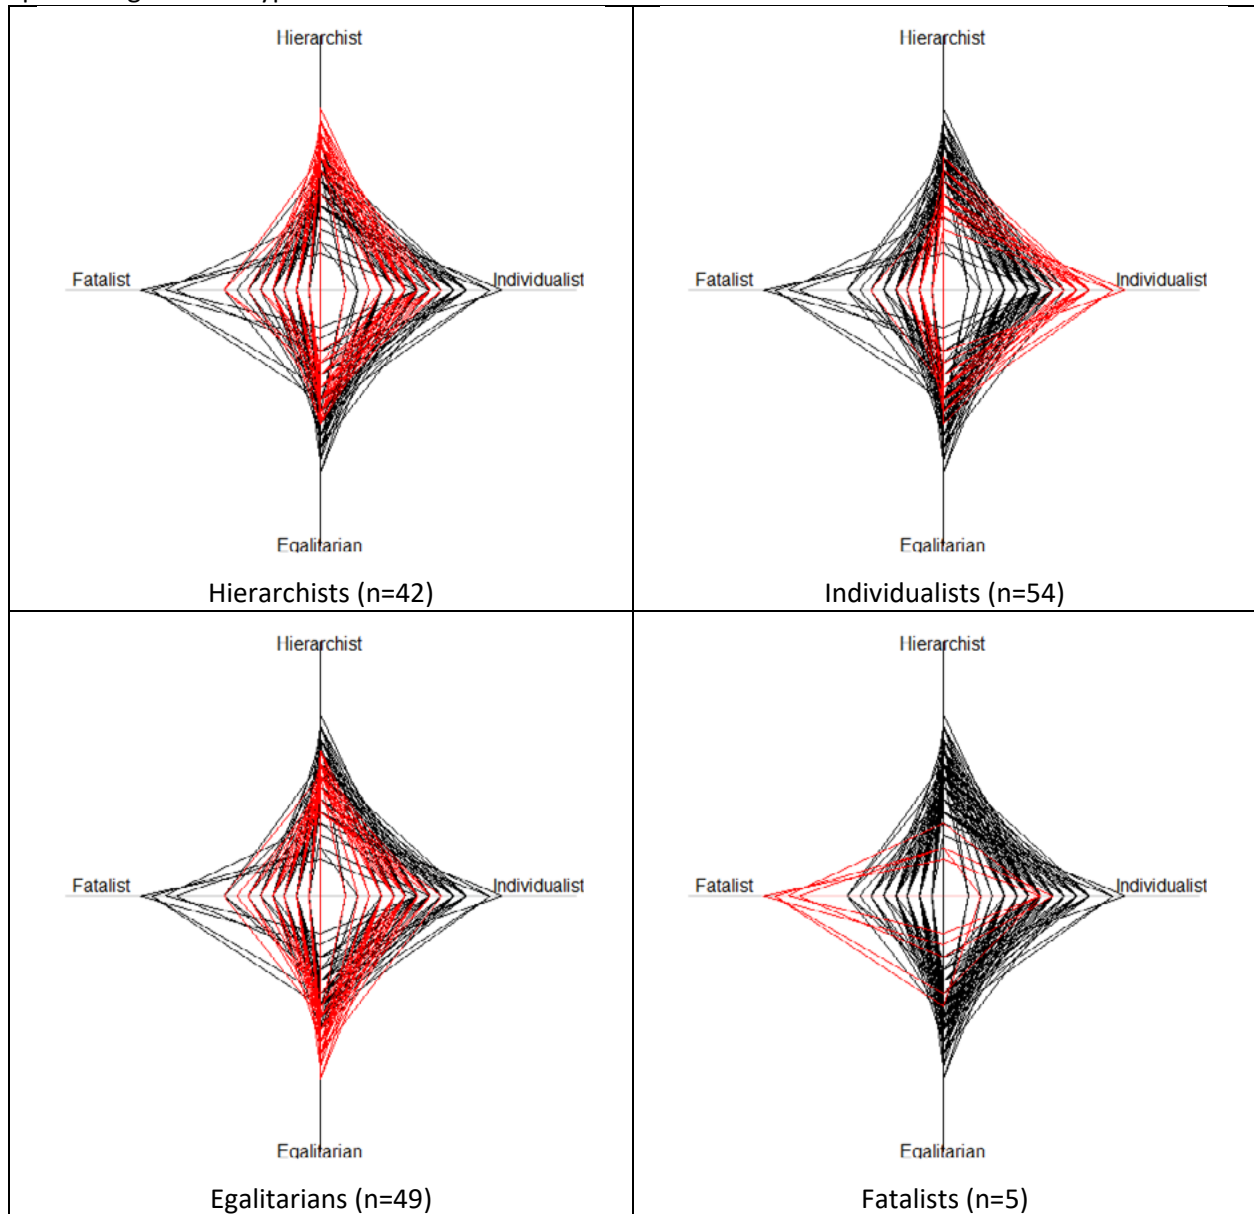 Hierarchist
Fatalist
Individualist
Egalitarian
Hierarchists (n=42)
Hierarchist
Fatalist
Individualist
Egalitarian
Individualists (n=54)
Hierarchist
Fatalist
Individualist
Egalitarian
Egalitarians (n=49)
Hierarchist
Fatalist
Individualist
Egalitarian
Fatalists (n=5)